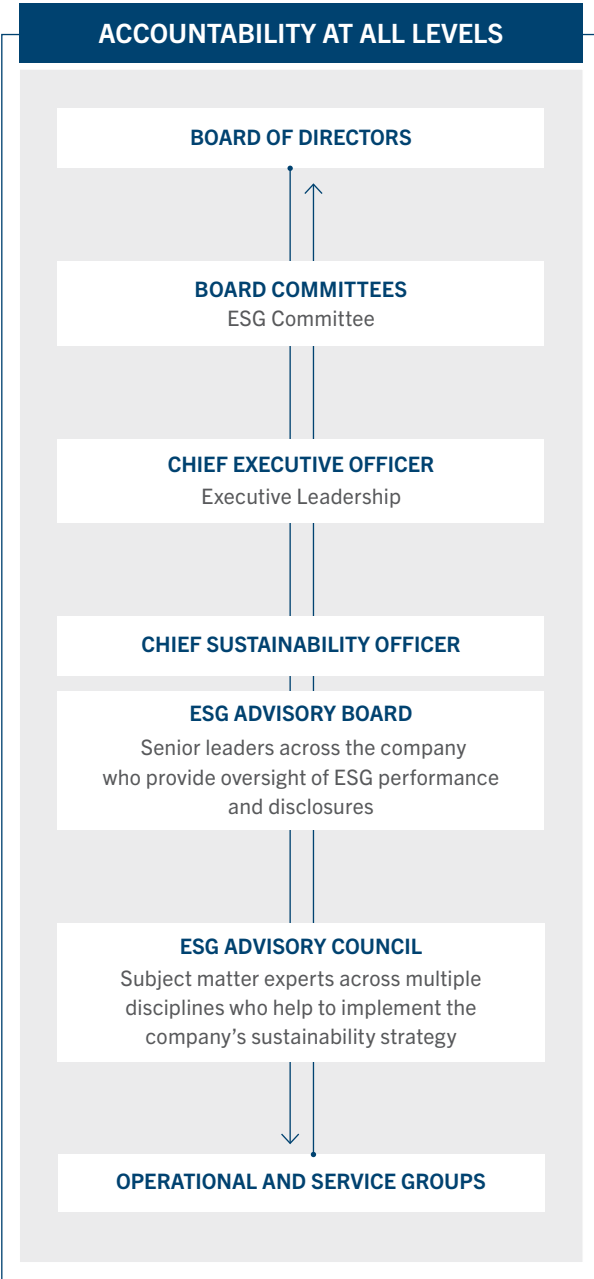 ACCOUNTABILITY AT ALL LEVELS
BOARD OF DIRECTORS
BOARD COMMITTEES
ESG Committee
CHIEF EXECUTIVE OFFICER
Executive Leadership
CHIEF SUSTAINABILITY OFFICER
ESG ADVISORY BOARD
Senior leaders across the company
who provide oversight of ESG performance
and disclosures
ESG ADVISORY COUNCIL
Subject matter experts across multiple
disciplines who help to implement the
company’s sustainability strategy
OPERATIONAL AND SERVICE GROUPS